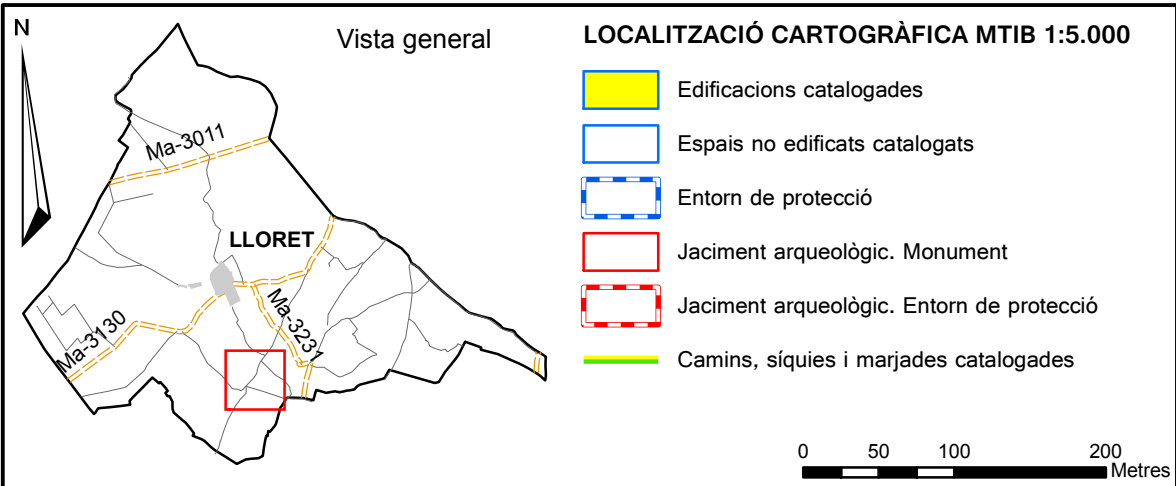 N
Vista general
Ma-3011
LLORET
Ma-3130
Ma-3231
LOCALITZACIÓ CARTOGRÀFICA MTIB 1:5.000
Edificacions catalogades
Espais no edificats catalogats
Entorn de protecció
Jaciment arqueològic. Monument
Jaciment arqueològic. Entorn de protecció
Camins, síquies i marjades catalogades
0 50 100 200
Metres